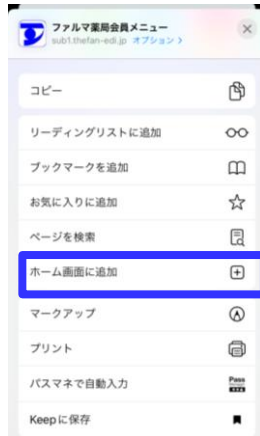 ファルマ薬局会員メニュー
sub1.thefan-edi.jp オプション >
コピー
リーディングリストに追加
ブックマークを追加
お気に入りに追加
ページを検索
ホーム画面に追加
マークアップ
プリント
パスマネで自動入力
Pass
Keepに保存